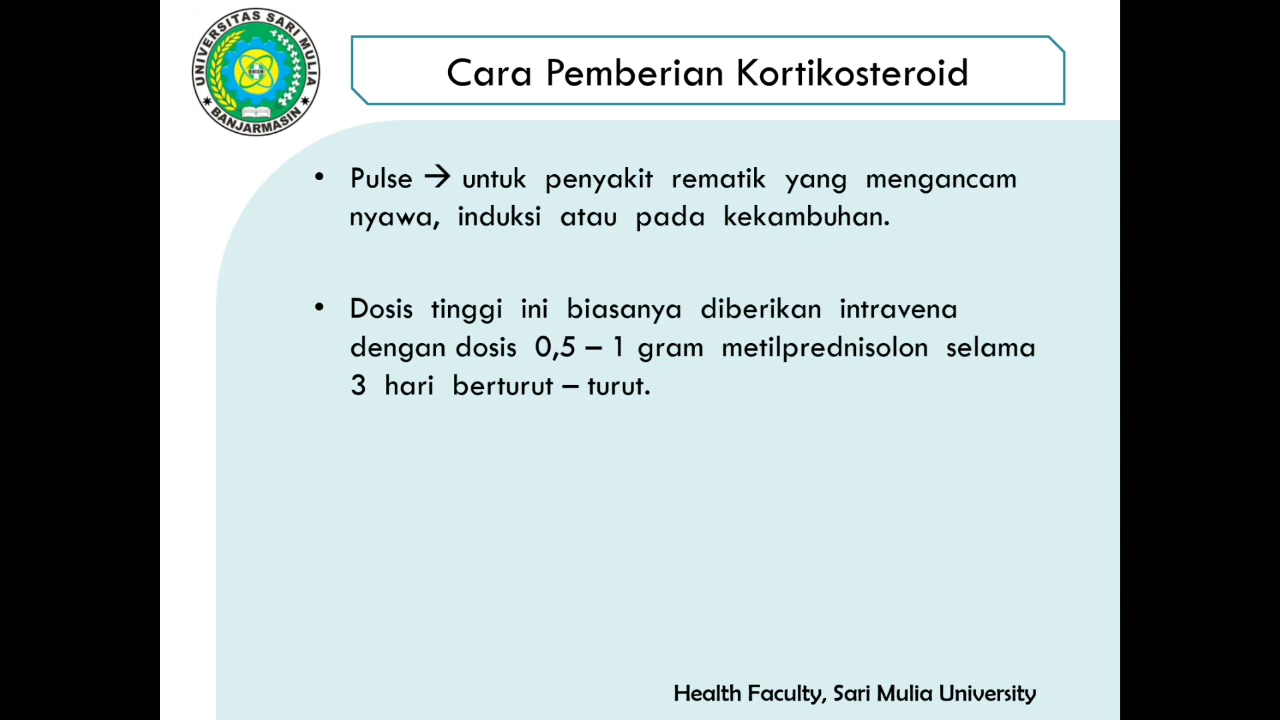 UNIVERSITAS SARI MULIA
BANJARMASIN
Cara Pemberian Kortikosteroid
• Pulse → untuk penyakit rematik yang mengancam
nyawa, induksi atau pada kekambuhan.
• Dosis tinggi ini biasanya diberikan intravena
dengan dosis 0,5 – 1 gram metilprednisolon selama
3 hari berturut – turut.
Health Faculty, Sari Mulia University